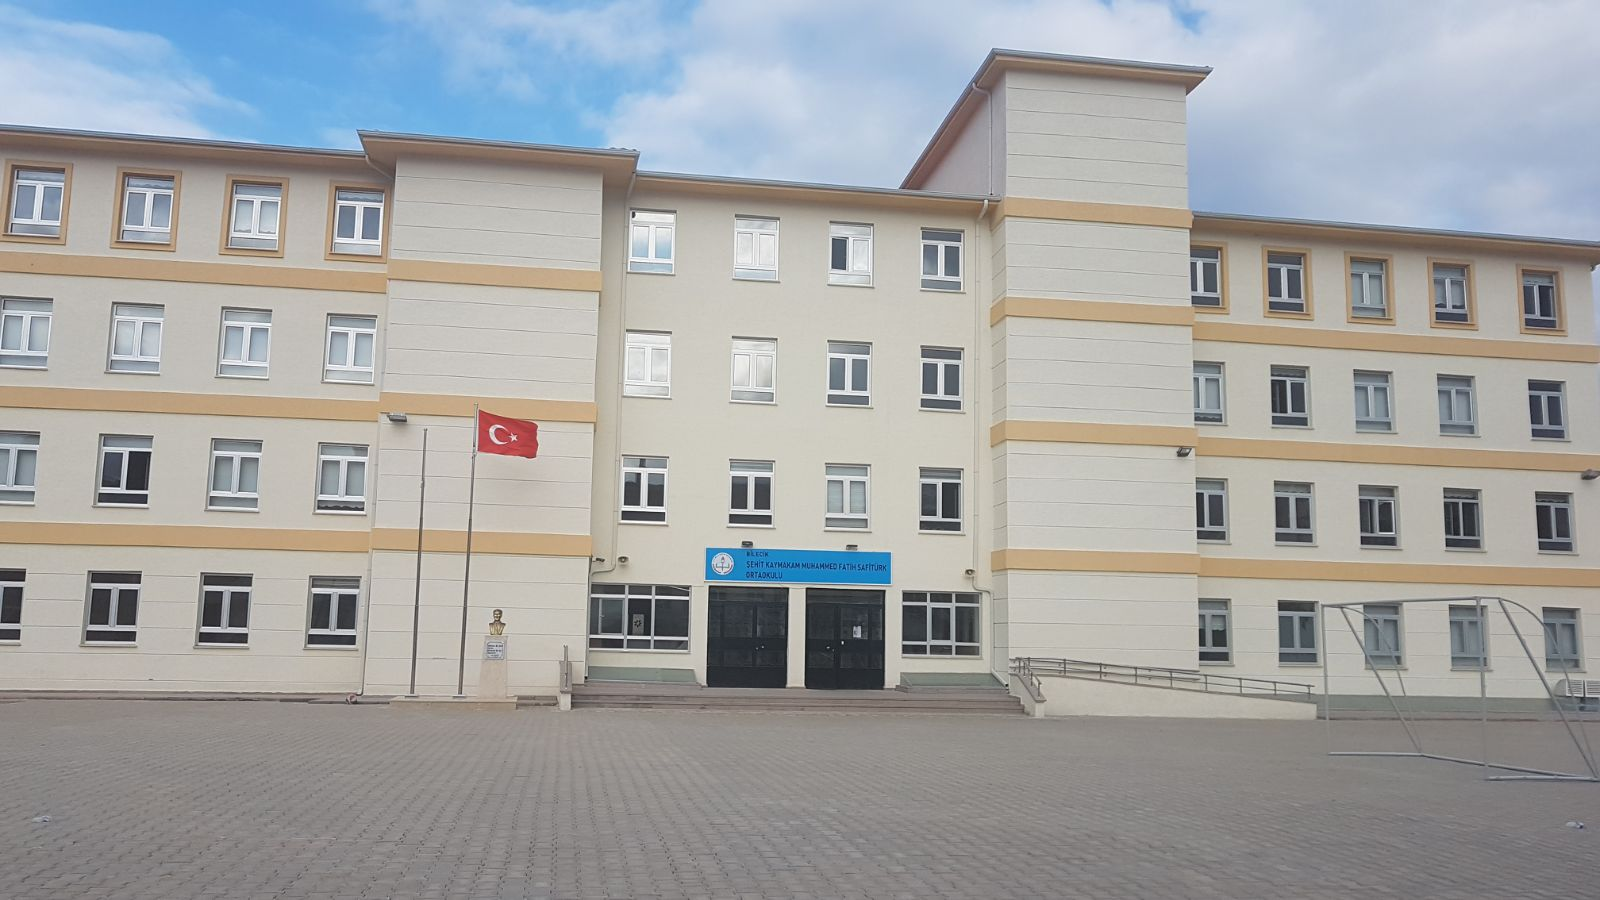 BİLECİK
ŞEHİT KAYMAKAM MUHAMMED FATİH SAFİTÜRK
ORTAOKULU